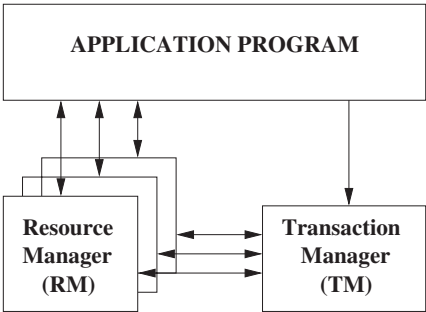 APPLICATION PROGRAM
Resource
Manager
(RM)
Transaction
Manager
(TM)